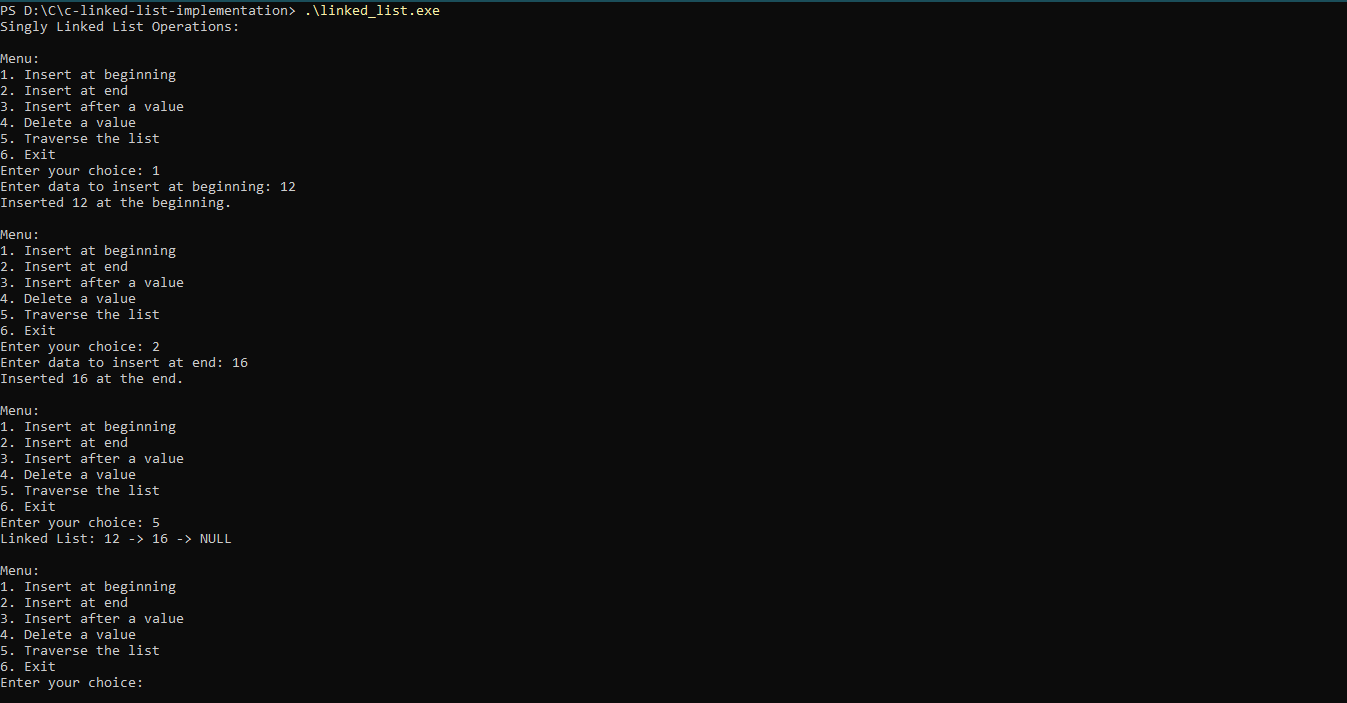 PS D:\C\c-linked-list-implementation> .\linked_list.exe
Singly Linked List Operations:

Menu:
1. Insert at beginning
2. Insert at end
3. Insert after a value
4. Delete a value
5. Traverse the list
6. Exit
Enter your choice: 1
Enter data to insert at beginning: 12
Inserted 12 at the beginning.

Menu:
1. Insert at beginning
2. Insert at end
3. Insert after a value
4. Delete a value
5. Traverse the list
6. Exit
Enter your choice: 2
Enter data to insert at end: 16
Inserted 16 at the end.

Menu:
1. Insert at beginning
2. Insert at end
3. Insert after a value
4. Delete a value
5. Traverse the list
6. Exit
Enter your choice: 5
Linked List: 12 -> 16 -> NULL

Menu:
1. Insert at beginning
2. Insert at end
3. Insert after a value
4. Delete a value
5. Traverse the list
6. Exit
Enter your choice: